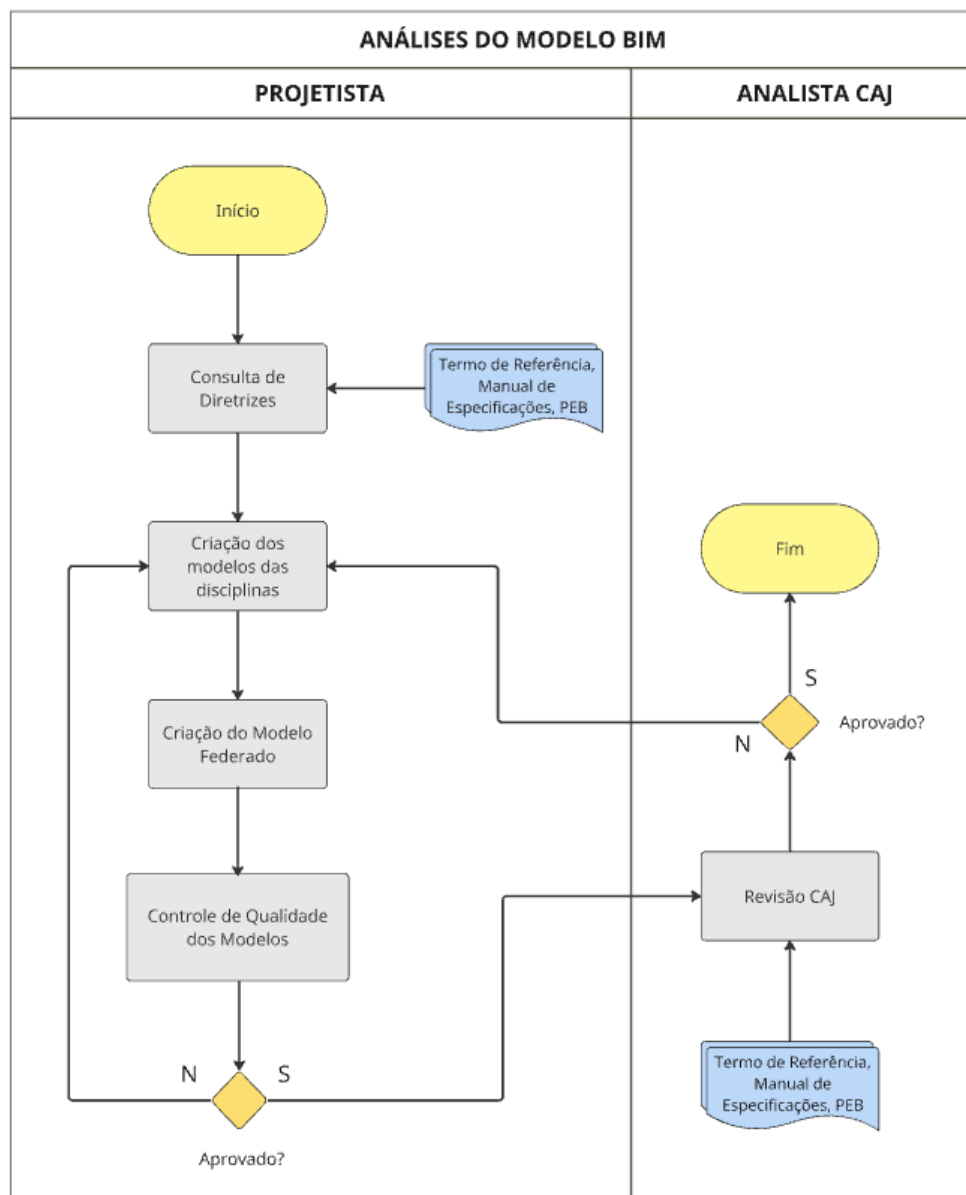 ANÁLISES DO MODELO BIM
PROJETISTA
ANALISTA CAJ
Início
Consulta de
Diretrizes
Termo de Referência,
Manual de
Especificações, PEB
Criação dos
modelos das
disciplinas
Fim
S
Aprovado?
N
Criação do Modelo
Federado
Controle de Qualidade
dos Modelos
Revisão CAJ
N
S
Aprovado?
Termo de Referência,
Manual de
Especificações, PEB